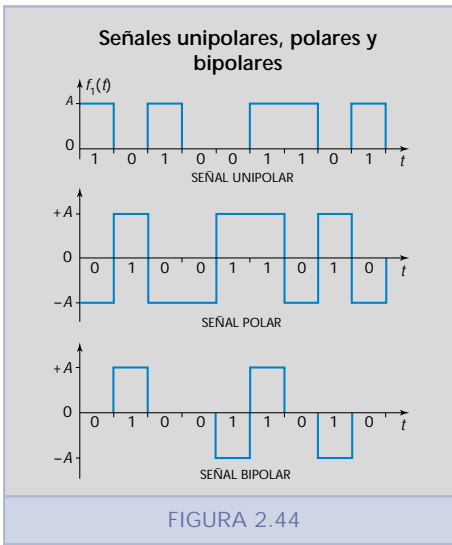 Señales unipolares, polares y
bipolares
f1(t)
A
0
1 0 1 0 0 1 1 0 1 t
SEÑAL UNIPOLAR
+A
0
0 1 0 0 1 1 0 1 0 t
−A
SEÑAL POLAR
+A
0
0 1 0 0 1 1 0 1 0 t
−A
SEÑAL BIPOLAR
FIGURA 2.44